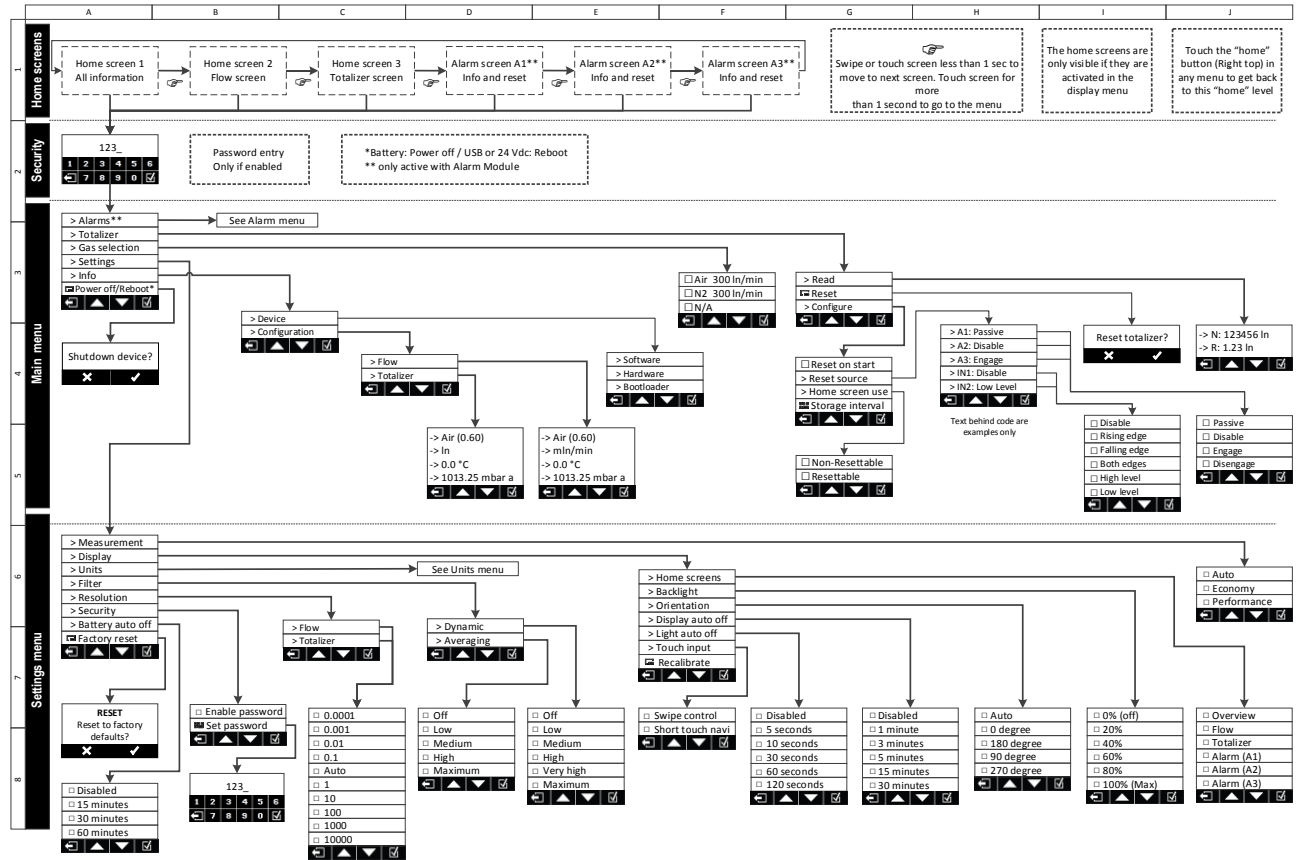 A B C D E F G H I J
1
2
3
4
5
6
7
8
Home screens
Home screen 1
All information
Home screen 2
Flow screen
Home screen 3
Totalizer screen
Alarm screen A1**
Info and reset
Alarm screen A2**
Info and reset
Alarm screen A3**
Info and reset
Swipe or touch screen less than 1 sec to
move to next screen. Touch screen for
more
than 1 second to go to the menu
The home screens are
only visible if they are
activated in the
display menu
Touch the “home”
button (Right top) in
any menu to get back
to this “home” level
Security
123_
1 2 3 4 5 6
7 8 9 0
Password entry
Only if enabled
*Battery: Power off / USB or 24 Vdc: Reboot
** only active with Alarm Module
Main menu
> Alarms**
> Totalizer
> Gas selection
> Settings
> Info
Power off/Reboot*
See Alarm menu
Shutdown device?
> Device
> Configuration
> Flow
> Totalizer
-> Air (0.60)
-> ln
-> 0.0 °C
-> 1013.25 mbar a
-> Air (0.60)
-> mln/min
-> 0.0 °C
-> 1013.25 mbar a
> Software
> Hardware
> Bootloader
Air 300 ln/min
N2 300 ln/min
N/A
> Read
Reset
> Configure
Reset on start
> Reset source
> Home screen use
Storage interval
Non-Resettable
Resettable
> A1: Passive
> A2: Disable
> A3: Engage
> IN1: Disable
> IN2: Low Level
Text behind code are
examples only
Reset totalizer?
-> N: 123456 ln
-> R: 1.23 ln
Disable
Rising edge
Falling edge
Both edges
High level
Low level
Passive
Disable
Engage
Disengage
Settings menu
> Measurement
> Display
> Units
> Filter
> Resolution
> Security
> Battery auto off
Factory reset
See Units menu
RESET
Reset to factory
defaults?
Disabled
15 minutes
30 minutes
60 minutes
Enable password
Set password
123_
1 2 3 4 5 6
7 8 9 0
> Flow
> Totalizer
0.0001
0.001
0.01
0.1
Auto
1
10
100
1000
10000
> Dynamic
> Averaging
Off
Low
Medium
High
Maximum
Off
Low
Medium
High
Very high
Maximum
> Home screens
> Backlight
> Orientation
> Display auto off
> Light auto off
> Touch input
Recalibrate
Swipe control
Short touch navi
Disabled
5 seconds
10 seconds
30 seconds
60 seconds
120 seconds
Disabled
1 minute
3 minutes
5 minutes
15 minutes
30 minutes
Auto
0 degree
180 degree
90 degree
270 degree
0% (off)
20%
40%
60%
80%
100% (Max)
Auto
Economy
Performance
Overview
Flow
Totalizer
Alarm (A1)
Alarm (A2)
Alarm (A3)